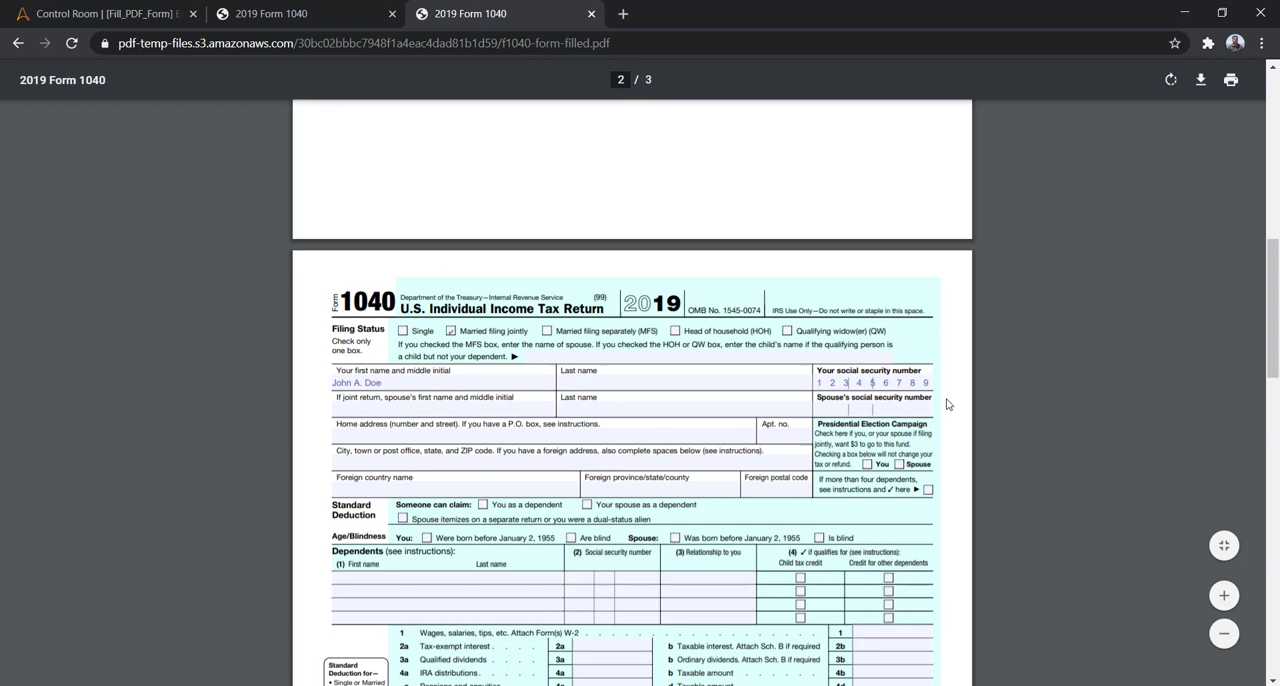 Control Room | [Fill_PDF_Form]
2019 Form 1040
2019 Form 1040
pdf-temp-files.s3.amazonaws.com/30bc02bbbc7948f1a4eac4dad81b1d59/f1040-form-filled.pdf
2019 Form 1040
2 / 3
Form 1040 Department of the Treasury—Internal Revenue Service (99)
U.S. Individual Income Tax Return 2019 OMB No. 1545-0074 IRS Use Only—Do not write or staple in this space.
Filing Status Single Married filing jointly Married filing separately (MFS) Head of household (HOH) Qualifying widow(er) (QW)
Check only one box.
If you checked the MFS box, enter the name of spouse. If you checked the HOH or QW box, enter the child's name if the qualifying person is
a child but not your dependent. ▶
Your first name and middle initial Last name Your social security number
John A. Doe 1 2 3 4 5 6 7 8 9
If joint return, spouse's first name and middle initial Last name Spouse's social security number
Home address (number and street). If you have a P.O. box, see instructions. Apt. no.
Presidential Election Campaign
Check here if you, or your spouse if filing
jointly, want $3 to go to this fund.
Checking a box below will not change your
tax or refund. You Spouse
City, town or post office, state, and ZIP code. If you have a foreign address, also complete spaces below (see instructions).
Foreign country name Foreign province/state/county Foreign postal code
If more than four dependents,
see instructions and ✓ here ▶
Standard Deduction
Someone can claim: You as a dependent Your spouse as a dependent
Spouse itemizes on a separate return or you were a dual-status alien
Age/Blindness You: Were born before January 2, 1955 Are blind Spouse: Was born before January 2, 1955 Is blind
Dependents (see instructions): (2) Social security number (3) Relationship to you (4) ✓ if qualifies for (see instructions):
(1) First name Last name Child tax credit Credit for other dependents
1 Wages, salaries, tips, etc. Attach Form(s) W-2 . . . . . . . . . . . . . . . . 1
2a Tax-exempt interest . . . . 2a b Taxable interest. Attach Sch. B if required 2b
3a Qualified dividends . . . . 3a b Ordinary dividends. Attach Sch. B if required 3b
4a IRA distributions . . . . . 4a b Taxable amount . . . . . . 4b
Standard
Deduction for—
• Single or Married